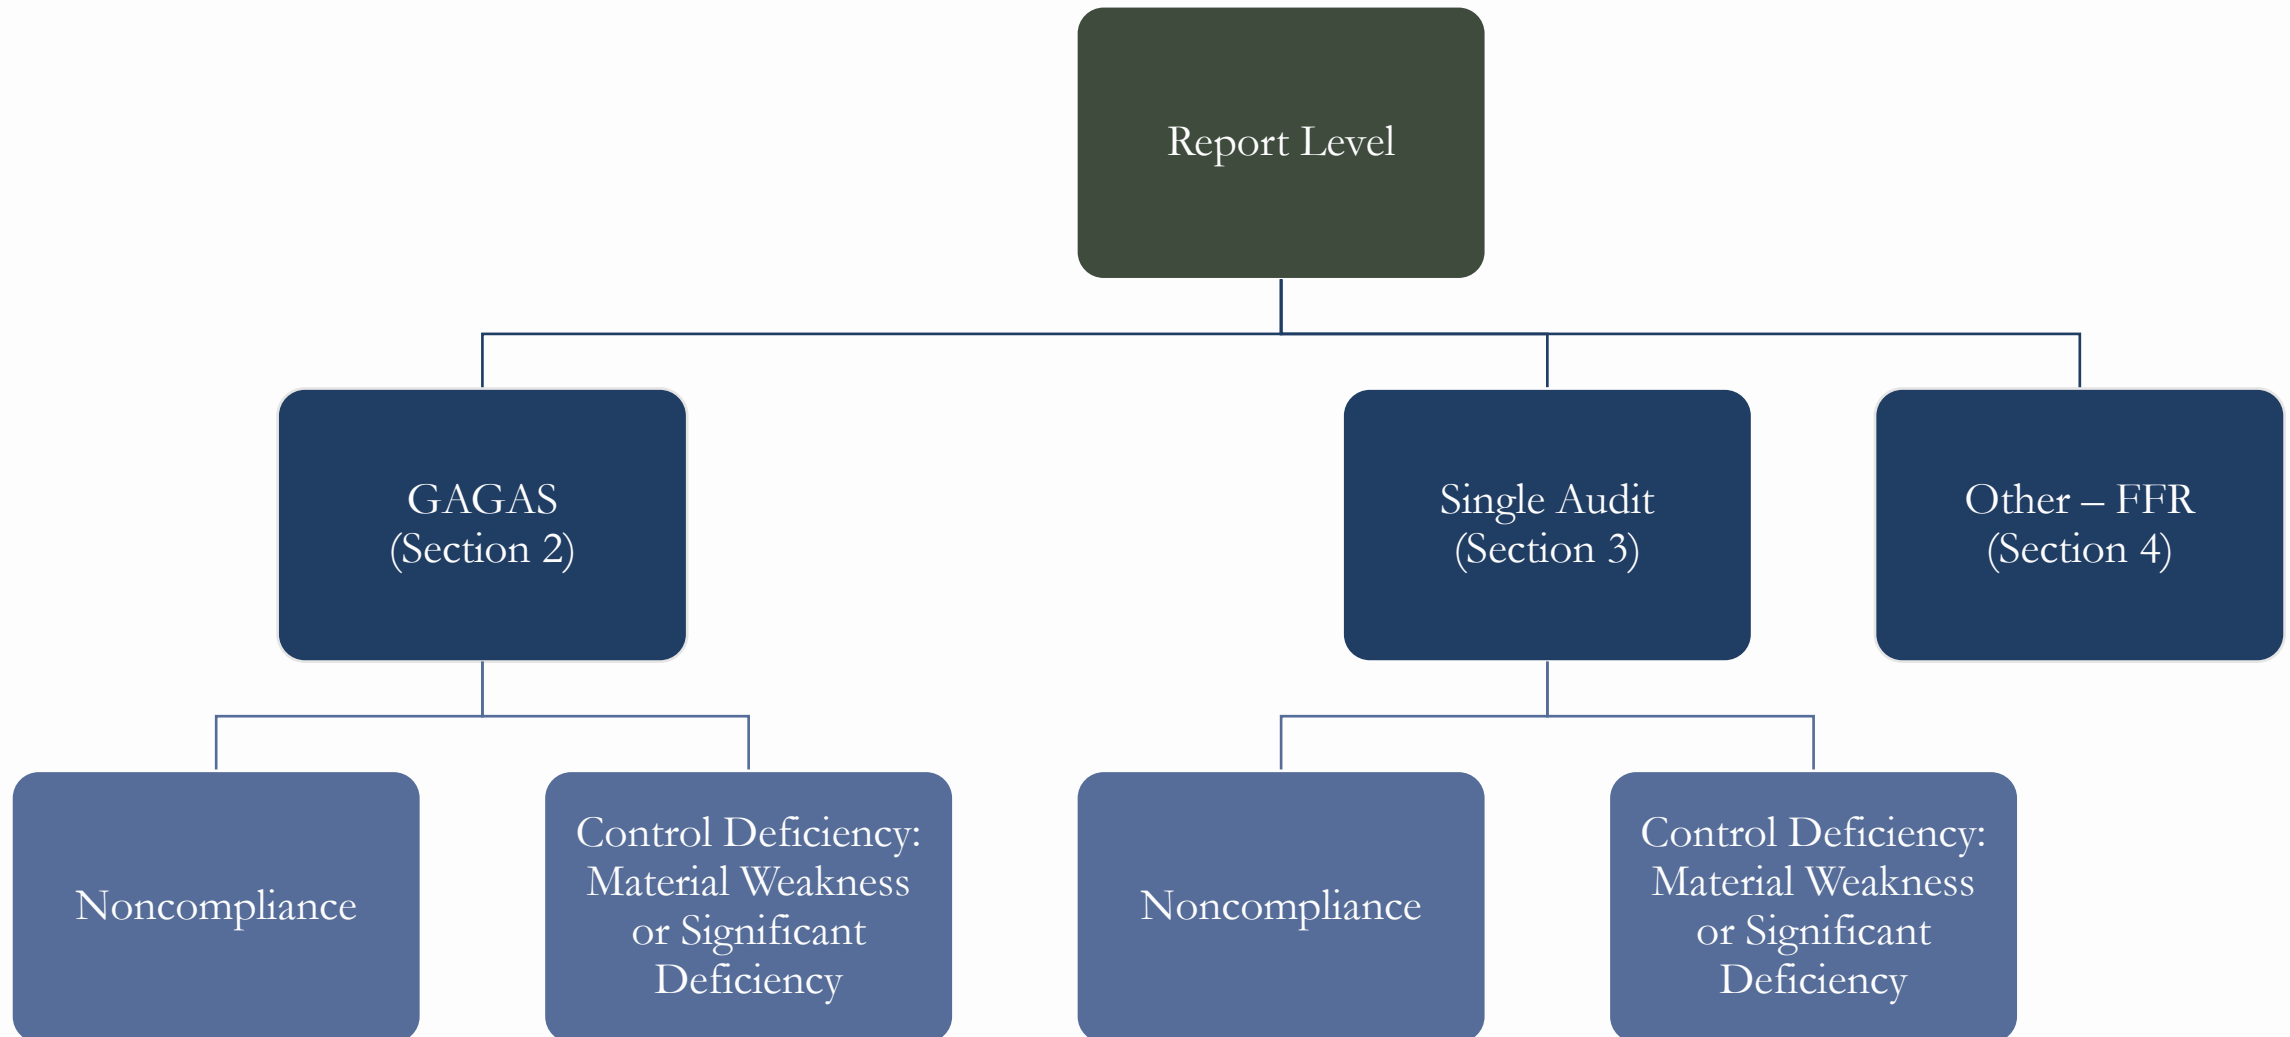 Report Level
GAGAS
(Section 2)
Single Audit
(Section 3)
Other – FFR
(Section 4)
Noncompliance
Control Deficiency:
Material Weakness
or Significant
Deficiency
Noncompliance
Control Deficiency:
Material Weakness
or Significant
Deficiency